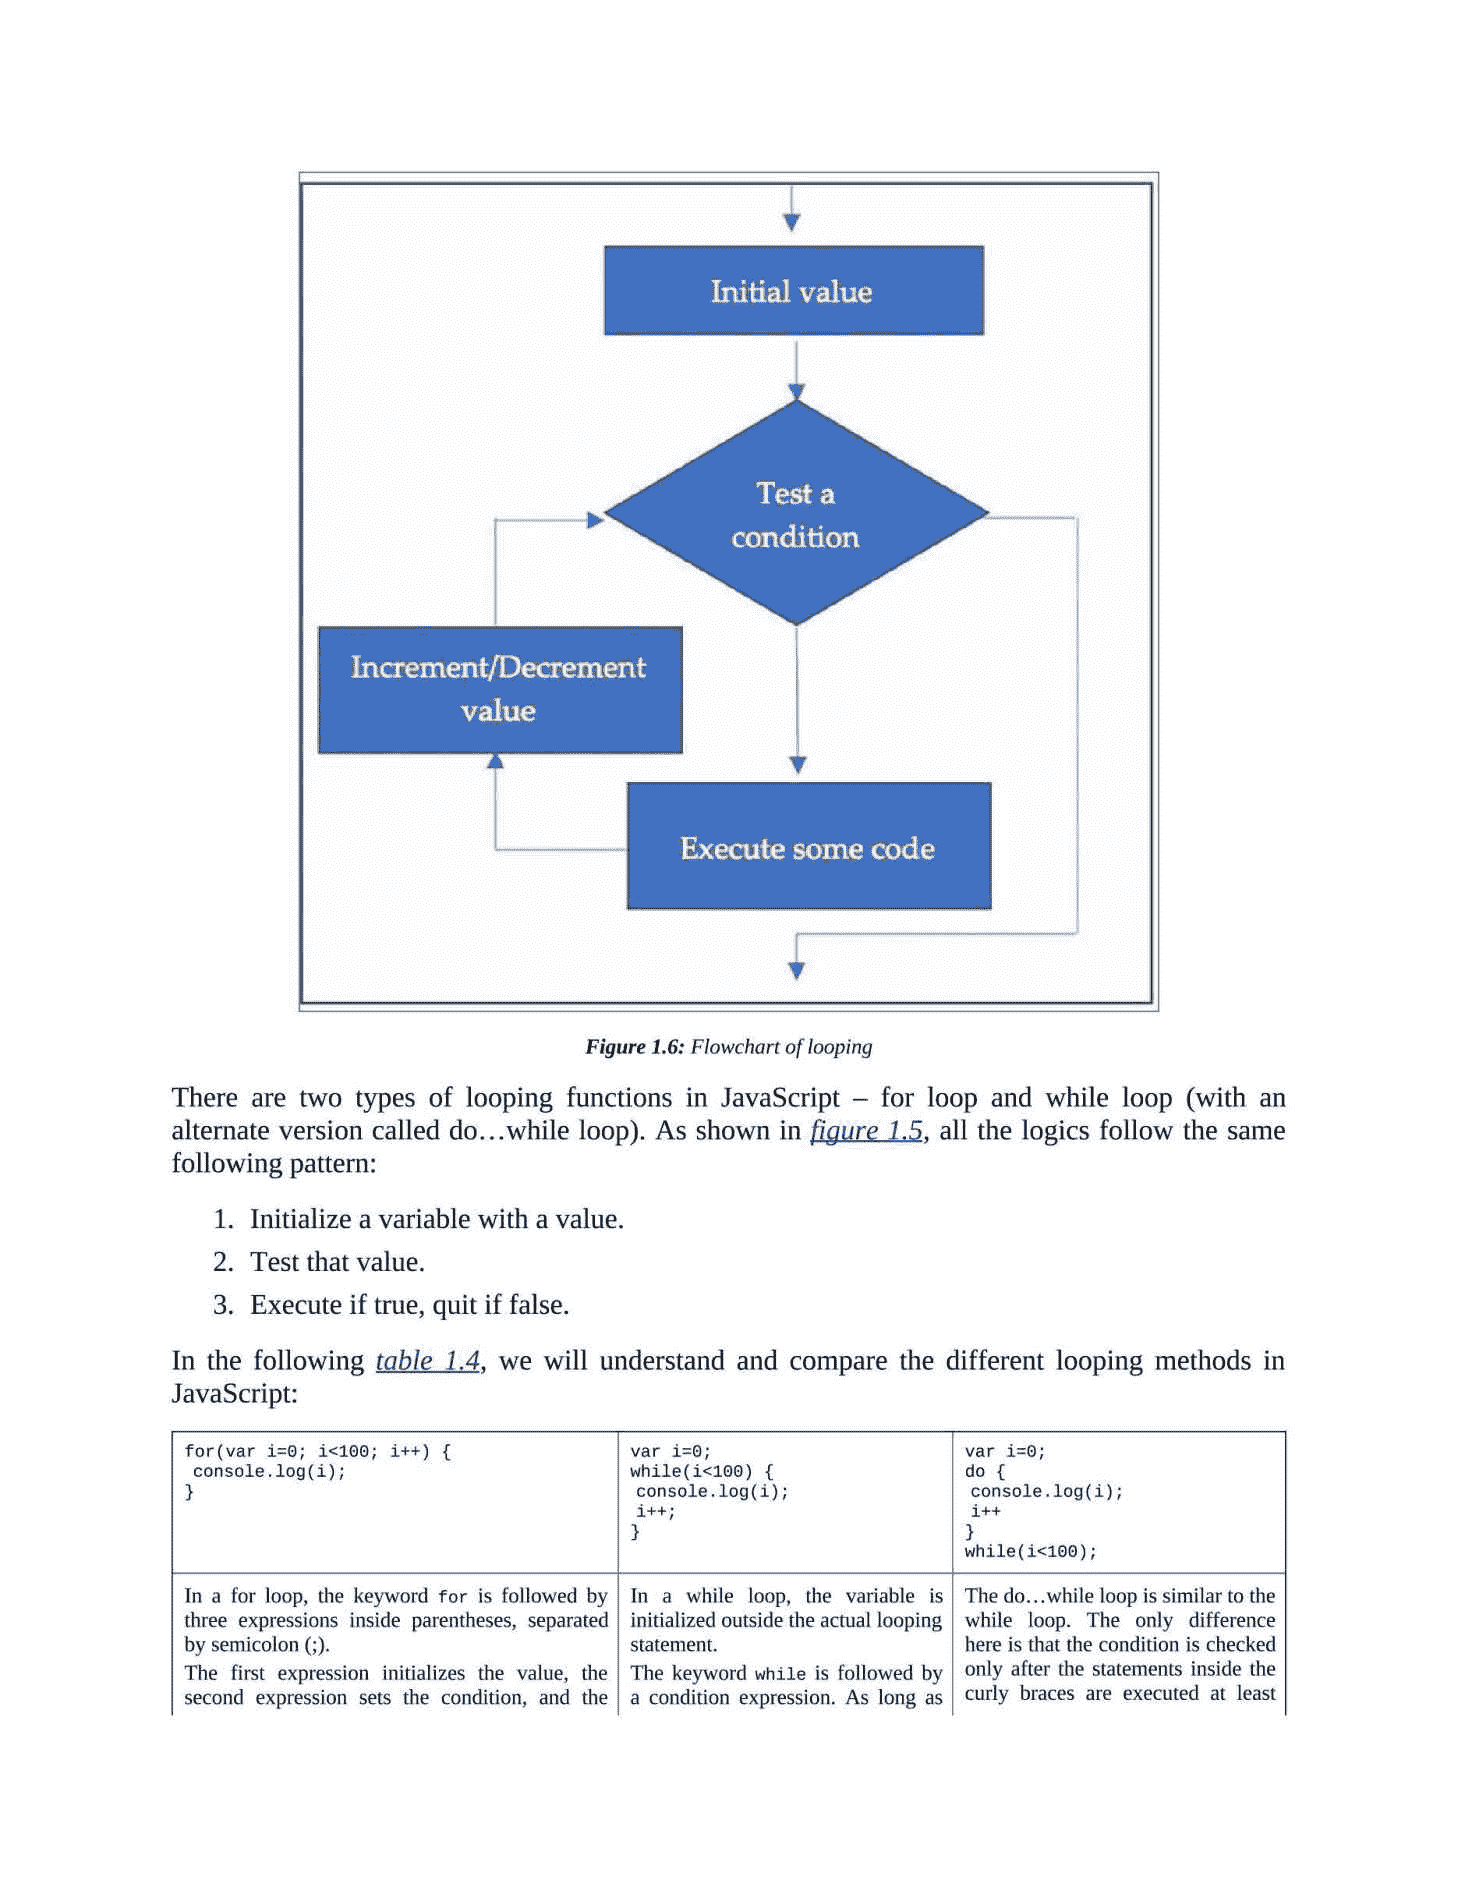 Initial value
Test a
condition
Increment/Decrement
value
Execute some code
Figure 1.6: Flowchart of looping
There are two types of looping functions in JavaScript – for loop and while loop (with an
alternate version called do…while loop). As shown in figure 1.5, all the logics follow the same
following pattern:
1. Initialize a variable with a value.
2. Test that value.
3. Execute if true, quit if false.
In the following table 1.4, we will understand and compare the different looping methods in
JavaScript:
for(var i=0; i<100; i++) {
console.log(i);
}
var i=0;
while(i<100) {
console.log(i);
i++;
}
var i=0;
do {
console.log(i);
i++
}
while(i<100);
In a for loop, the keyword for is followed by
three expressions inside parentheses, separated
by semicolon (;).
The first expression initializes the value, the
second expression sets the condition, and the
In a while loop, the variable is
initialized outside the actual looping
statement.
The keyword while is followed by
a condition expression. As long as
The do…while loop is similar to the
while loop. The only difference
here is that the condition is checked
only after the statements inside the
curly braces are executed at least